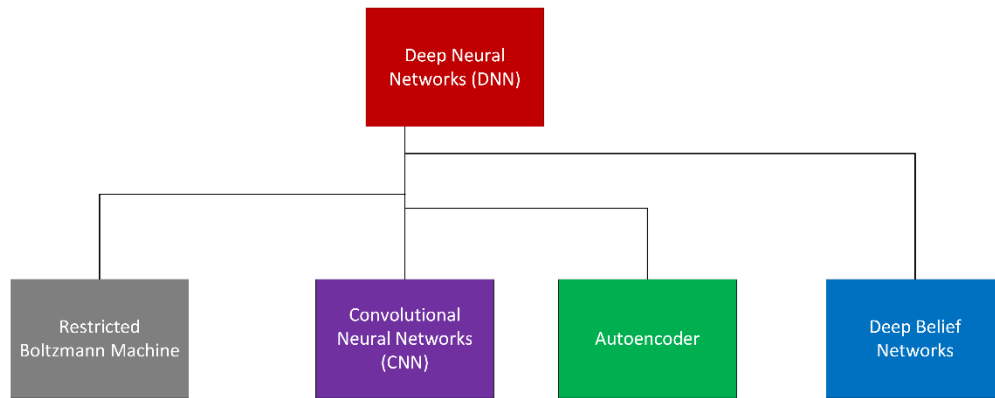 Deep Neural
Networks (DNN)
Restricted
Boltzmann Machine
Convolutional
Neural Networks
(CNN)
Autoencoder
Deep Belief
Networks